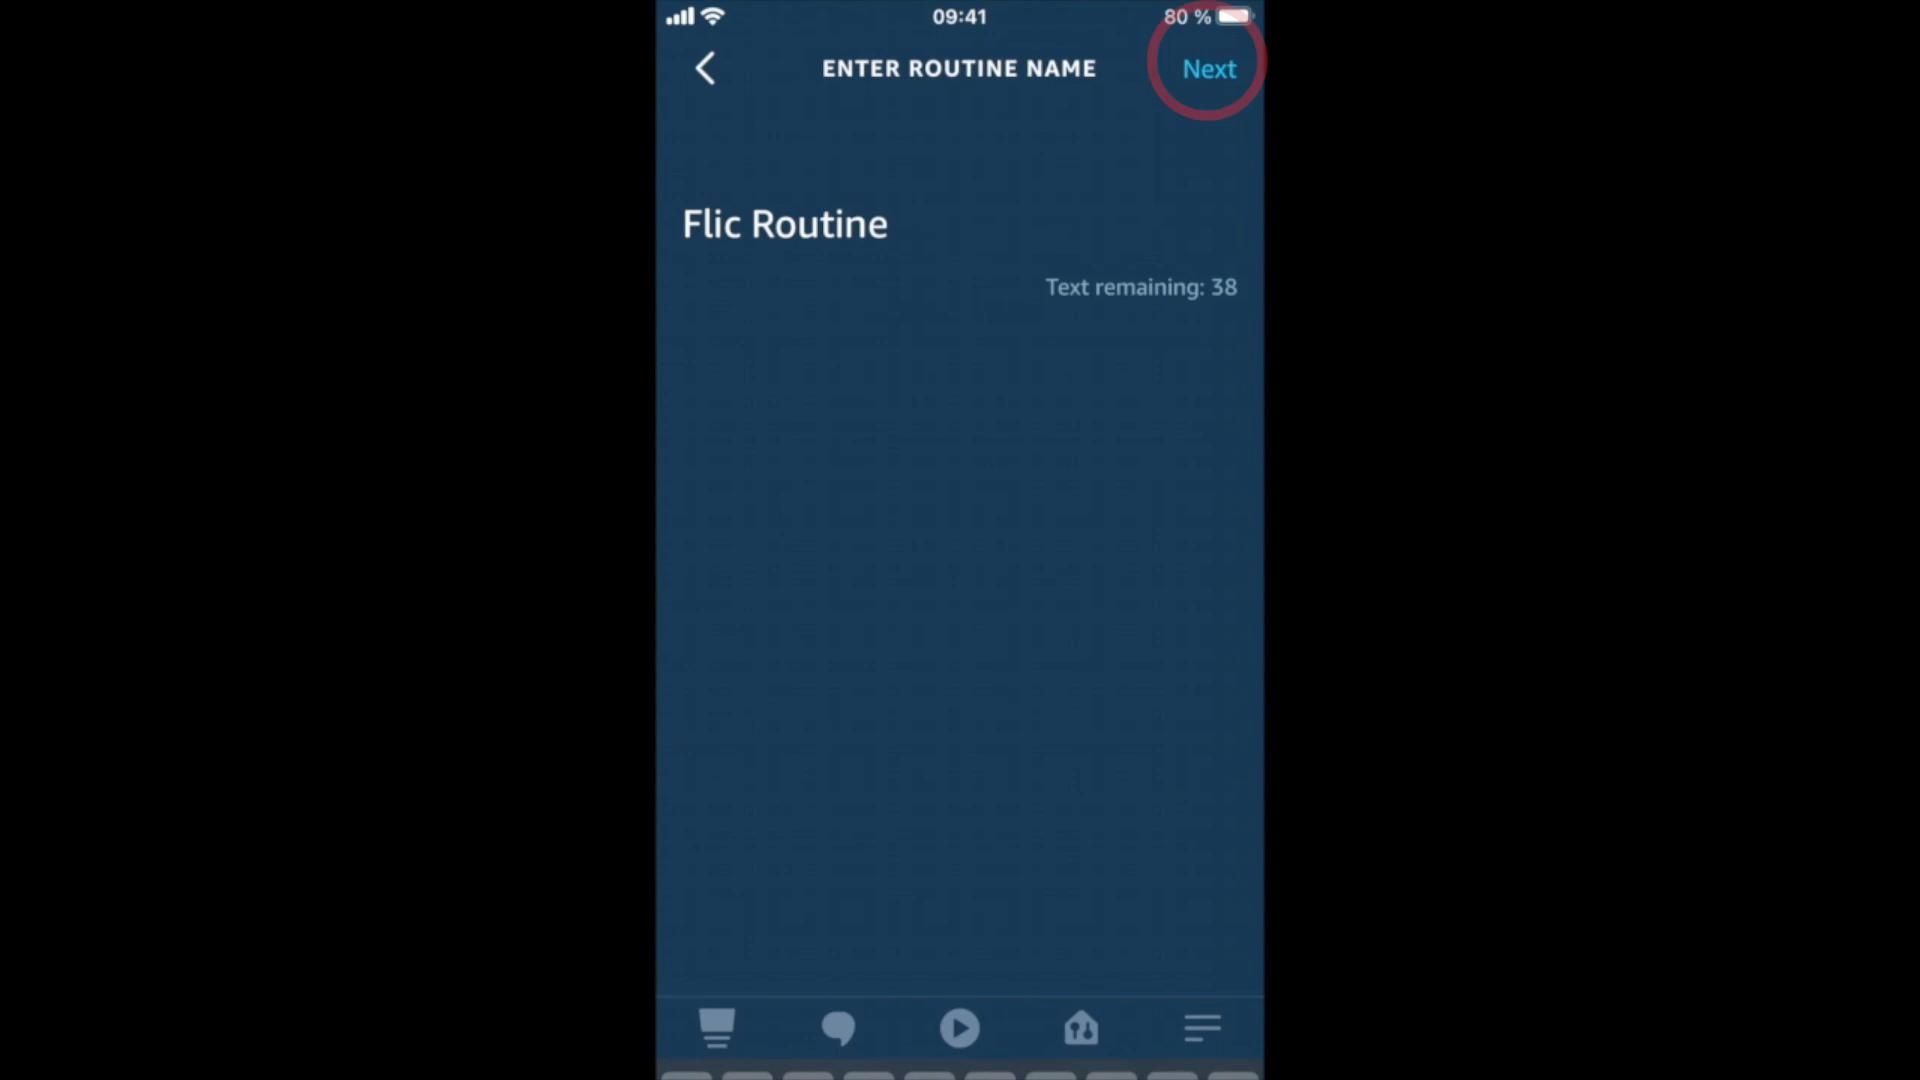 09:41
80 %
ENTER ROUTINE NAME
Next
Flic Routine
Text remaining: 38